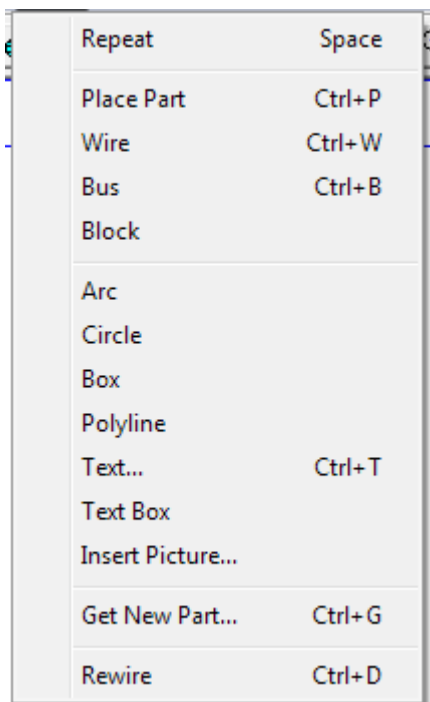 Repeat Space
Place Part Ctrl+P
Wire Ctrl+W
Bus Ctrl+B
Block
Arc
Circle
Box
Polyline
Text... Ctrl+T
Text Box
Insert Picture...
Get New Part... Ctrl+G
Rewire Ctrl+D